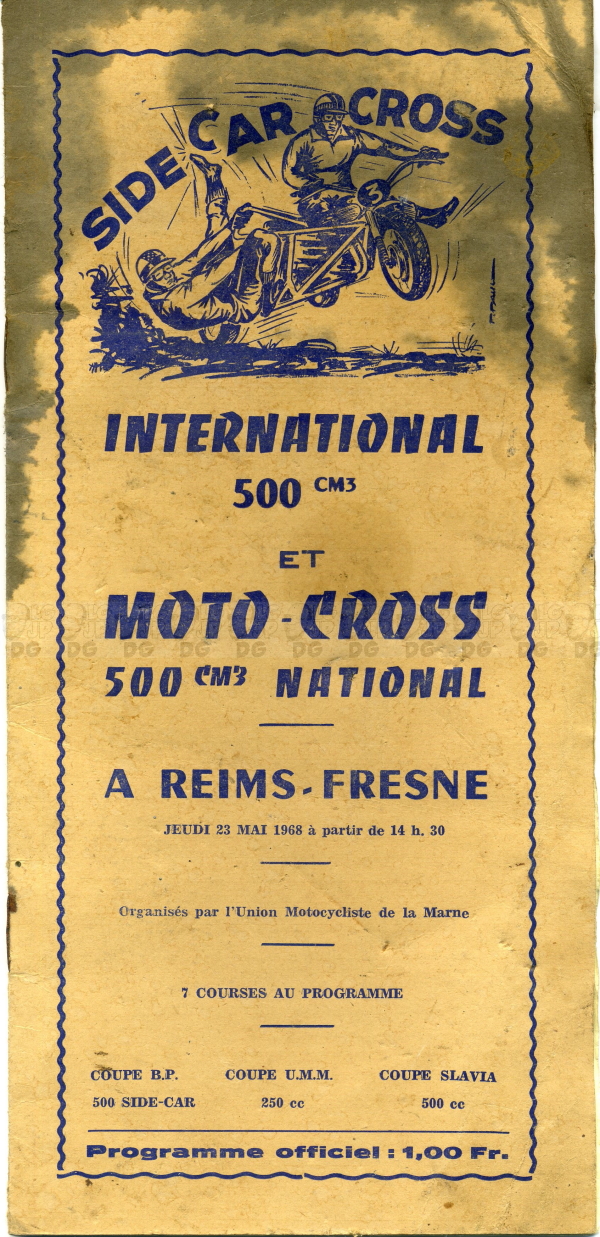 SIDE CAR CROSS
3
INTERNATIONAL
500 CM3
ET
MOTO-CROSS
500 CM3 NATIONAL
A REIMS-FRESNE
JEUDI 23 MAI 1968 à partir de 14 h. 30
Organisés par l'Union Motocycliste de la Marne
7 COURSES AU PROGRAMME
COUPE B.P. COUPE U.M.M. COUPE SLAVIA
500 SIDE-CAR 250 cc 500 cc
Programme officiel : 1,00 Fr.